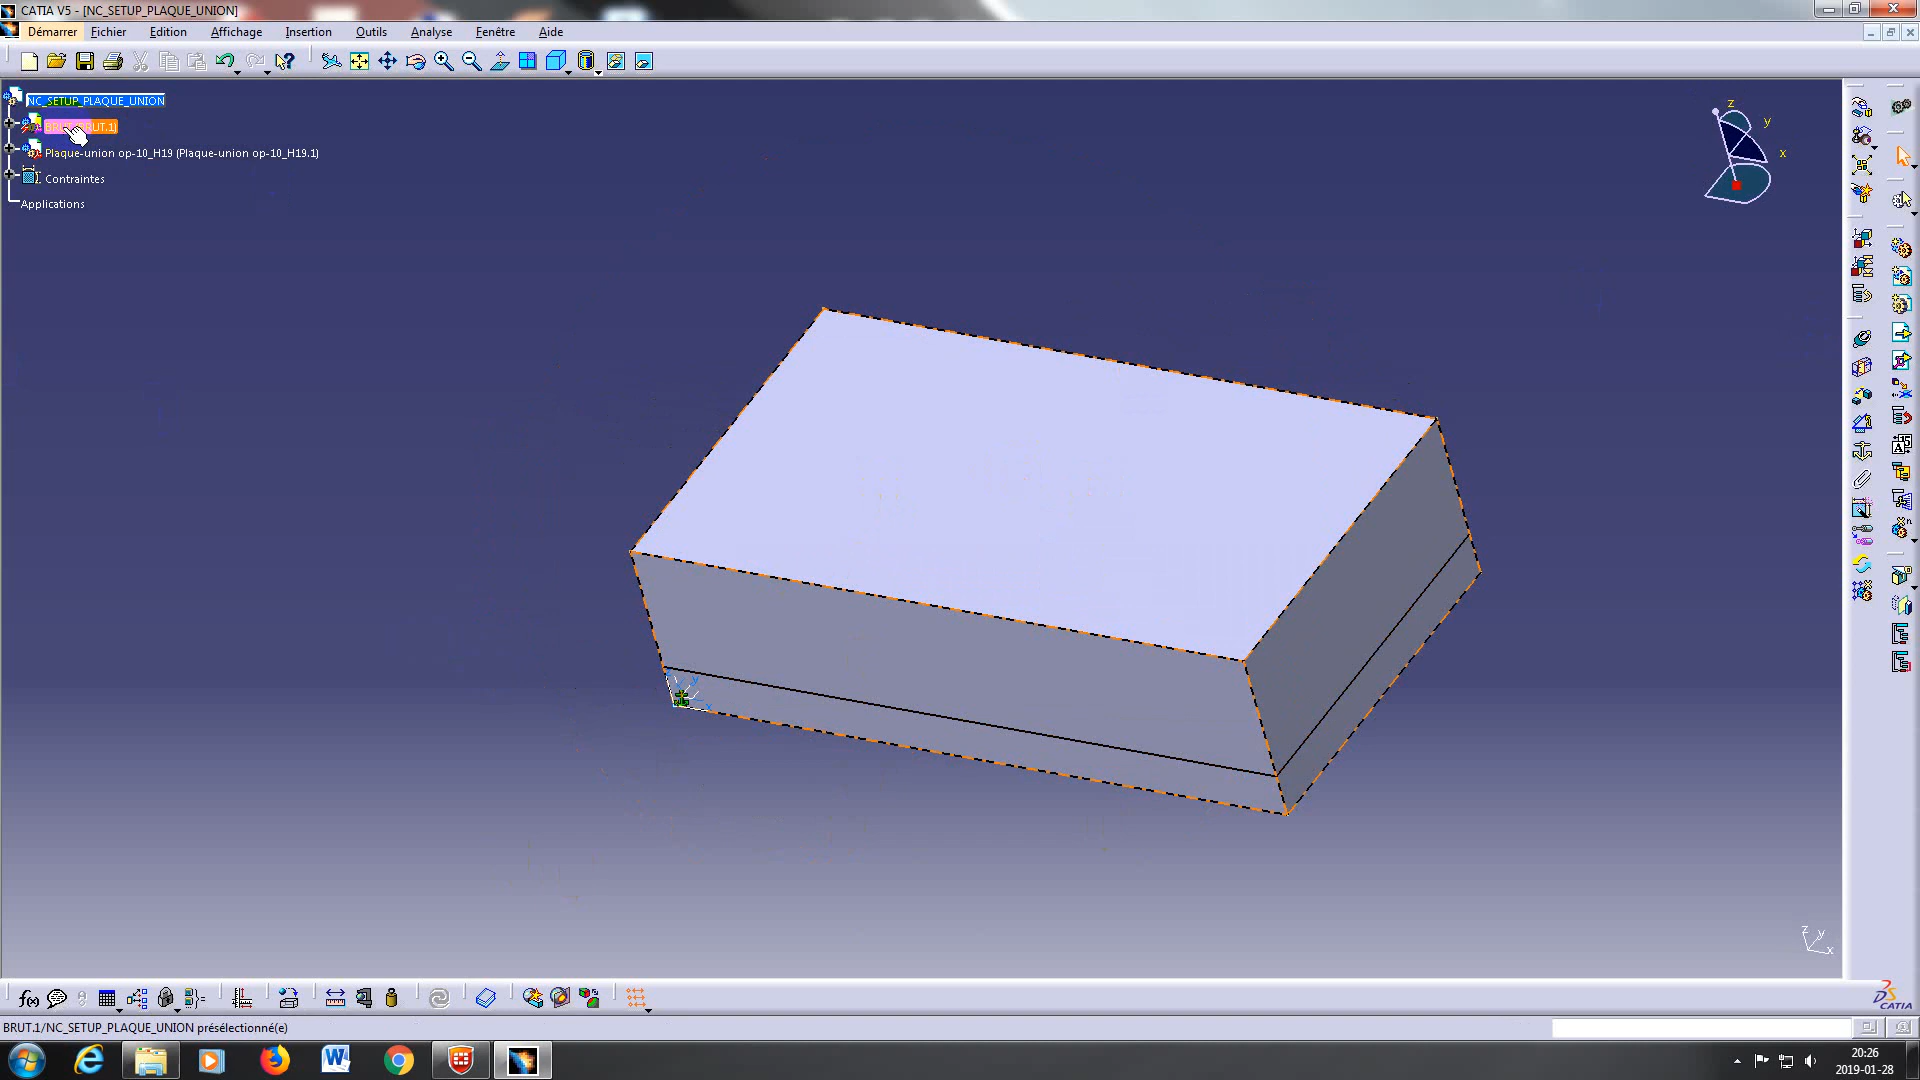 CATIA V5 - [NC_SETUP_PLAQUE_UNION]
Démarrer Fichier Edition Affichage Insertion Outils Analyse Fenêtre Aide
NC_SETUP_PLAQUE_UNION
Plaque-union op-10_H19 (Plaque-union op-10_H19.1)
Contraintes
Applications
z
y
x
y
x
z y
x
f(x)
CATIA
BRUT.1/NC_SETUP_PLAQUE_UNION présélectionné(e)
20:26
2019-01-28